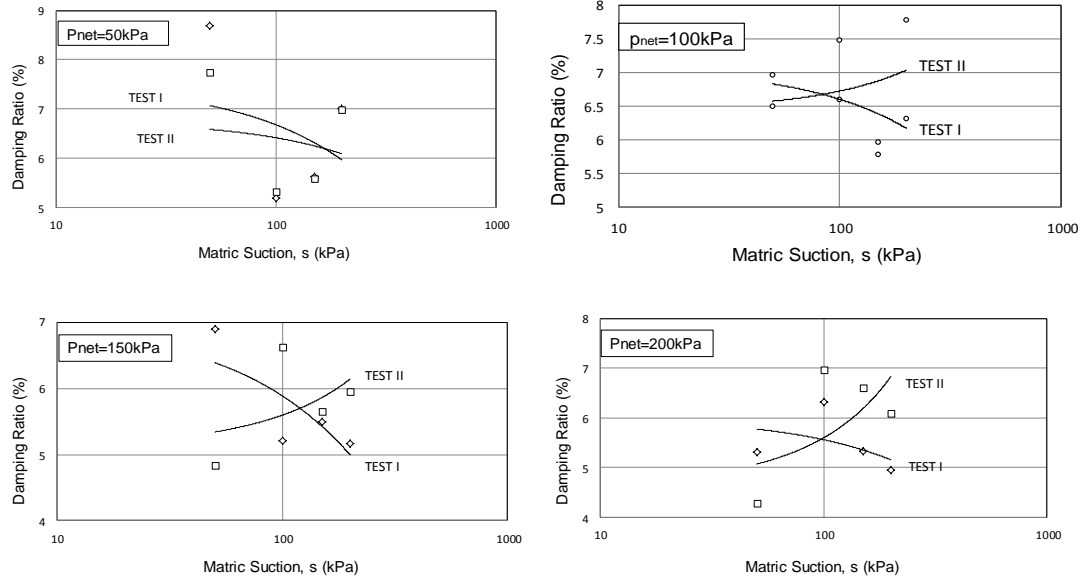 9
8
7
6
5
Damping Ratio (%)
Pnet=50kPa
TEST I
TEST II
10
100
1000
Matric Suction, s (kPa)
8
7.5
7
6.5
6
5.5
5
Damping Ratio (%)
pnet=100kPa
TEST II
TEST I
10
100
1000
Matric Suction, s (kPa)
7
6
5
4
Damping Ratio (%)
Pnet=150kPa
TEST II
TEST I
10
100
1000
Matric Suction, s (kPa)
8
7
6
5
4
Damping Ratio (%)
Pnet=200kPa
TEST II
TEST I
10
100
1000
Matric Suction, s (kPa)